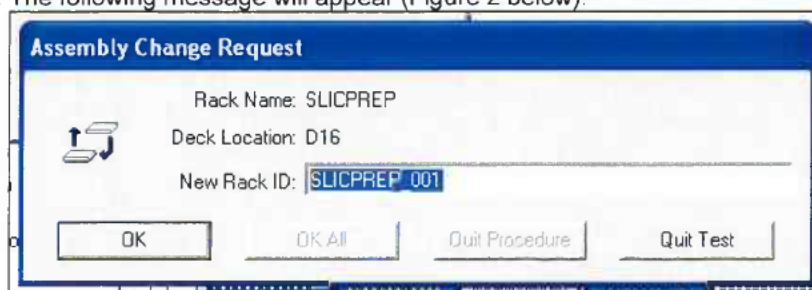 The following message will appear (Figure 2 below):
Assembly Change Request
Rack Name: SLICPREP
Deck Location: D16
New Rack ID: SLICPREP_001
OK
OK All
Quit Procedure
Quit Test